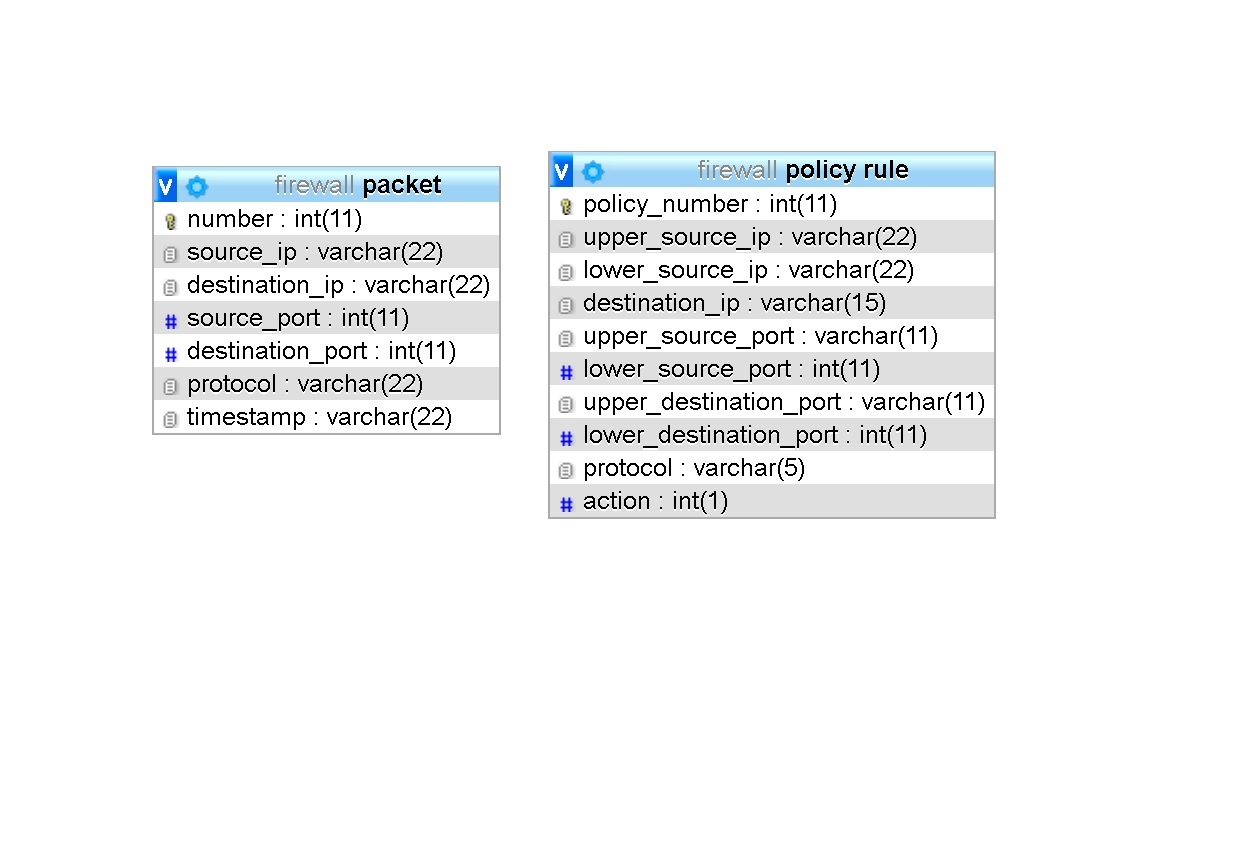 v firewall packet
number : int(11)
source_ip : varchar(22)
destination_ip : varchar(22)
source_port : int(11)
destination_port : int(11)
protocol : varchar(22)
timestamp : varchar(22)
v firewall policy rule
policy_number : int(11)
upper_source_ip : varchar(22)
lower_source_ip : varchar(22)
destination_ip : varchar(15)
upper_source_port : varchar(11)
lower_source_port : int(11)
upper_destination_port : varchar(11)
lower_destination_port : int(11)
protocol : varchar(5)
action : int(1)